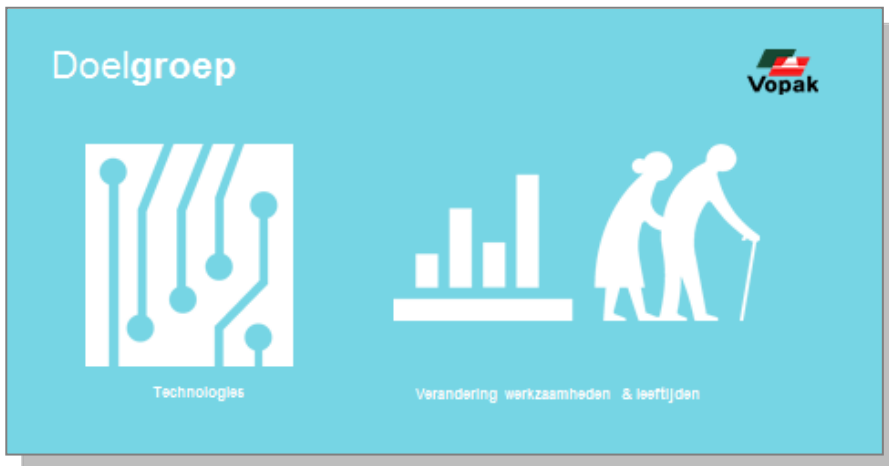 Doelgroep
Vopak
Technologies
Verandering werkzaamheden & leeftijden